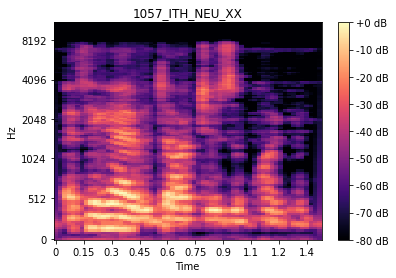 1057_ITH_NEU_XX
Hz
8192
4096
2048
1024
512
0
0 0.15 0.3 0.45 0.6 0.75 0.9 1.1 1.2 1.4
Time
+0 dB
-10 dB
-20 dB
-30 dB
-40 dB
-50 dB
-60 dB
-70 dB
-80 dB